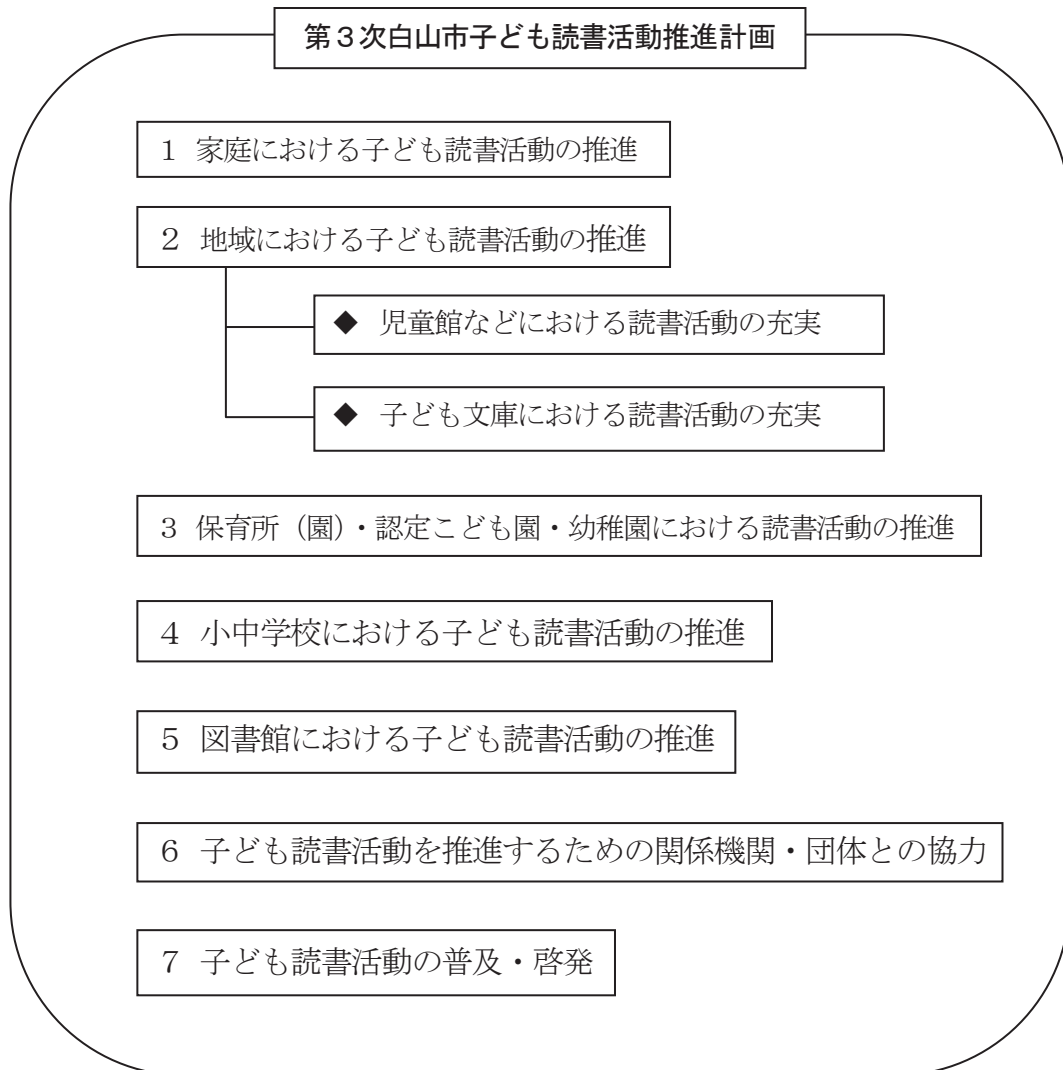 第３次白山市子ども読書活動推進計画
１ 家庭における子ども読書活動の推進
２ 地域における子ども読書活動の推進
◆ 児童館などにおける読書活動の充実
◆ 子ども文庫における読書活動の充実
３ 保育所（園）・認定こども園・幼稚園における読書活動の推進
４ 小中学校における子ども読書活動の推進
５ 図書館における子ども読書活動の推進
６ 子ども読書活動を推進するための関係機関・団体との協力
７ 子ども読書活動の普及・啓発